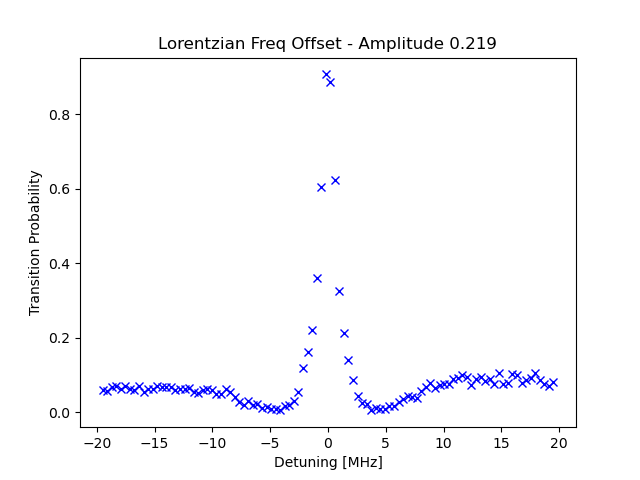 Lorentzian Freq Offset - Amplitude 0.219
Transition Probability
0.8
0.6
0.4
0.2
0.0
−20 −15 −10 −5 0 5 10 15 20
Detuning [MHz]